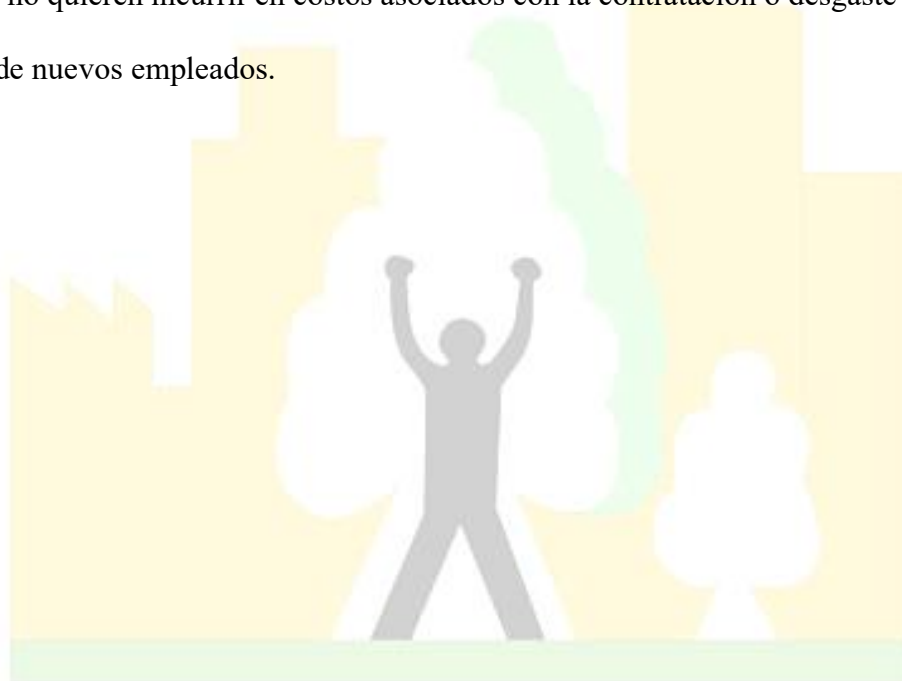 no quieren incurrir en costos asociados con la contratación o desgaste
de nuevos empleados.